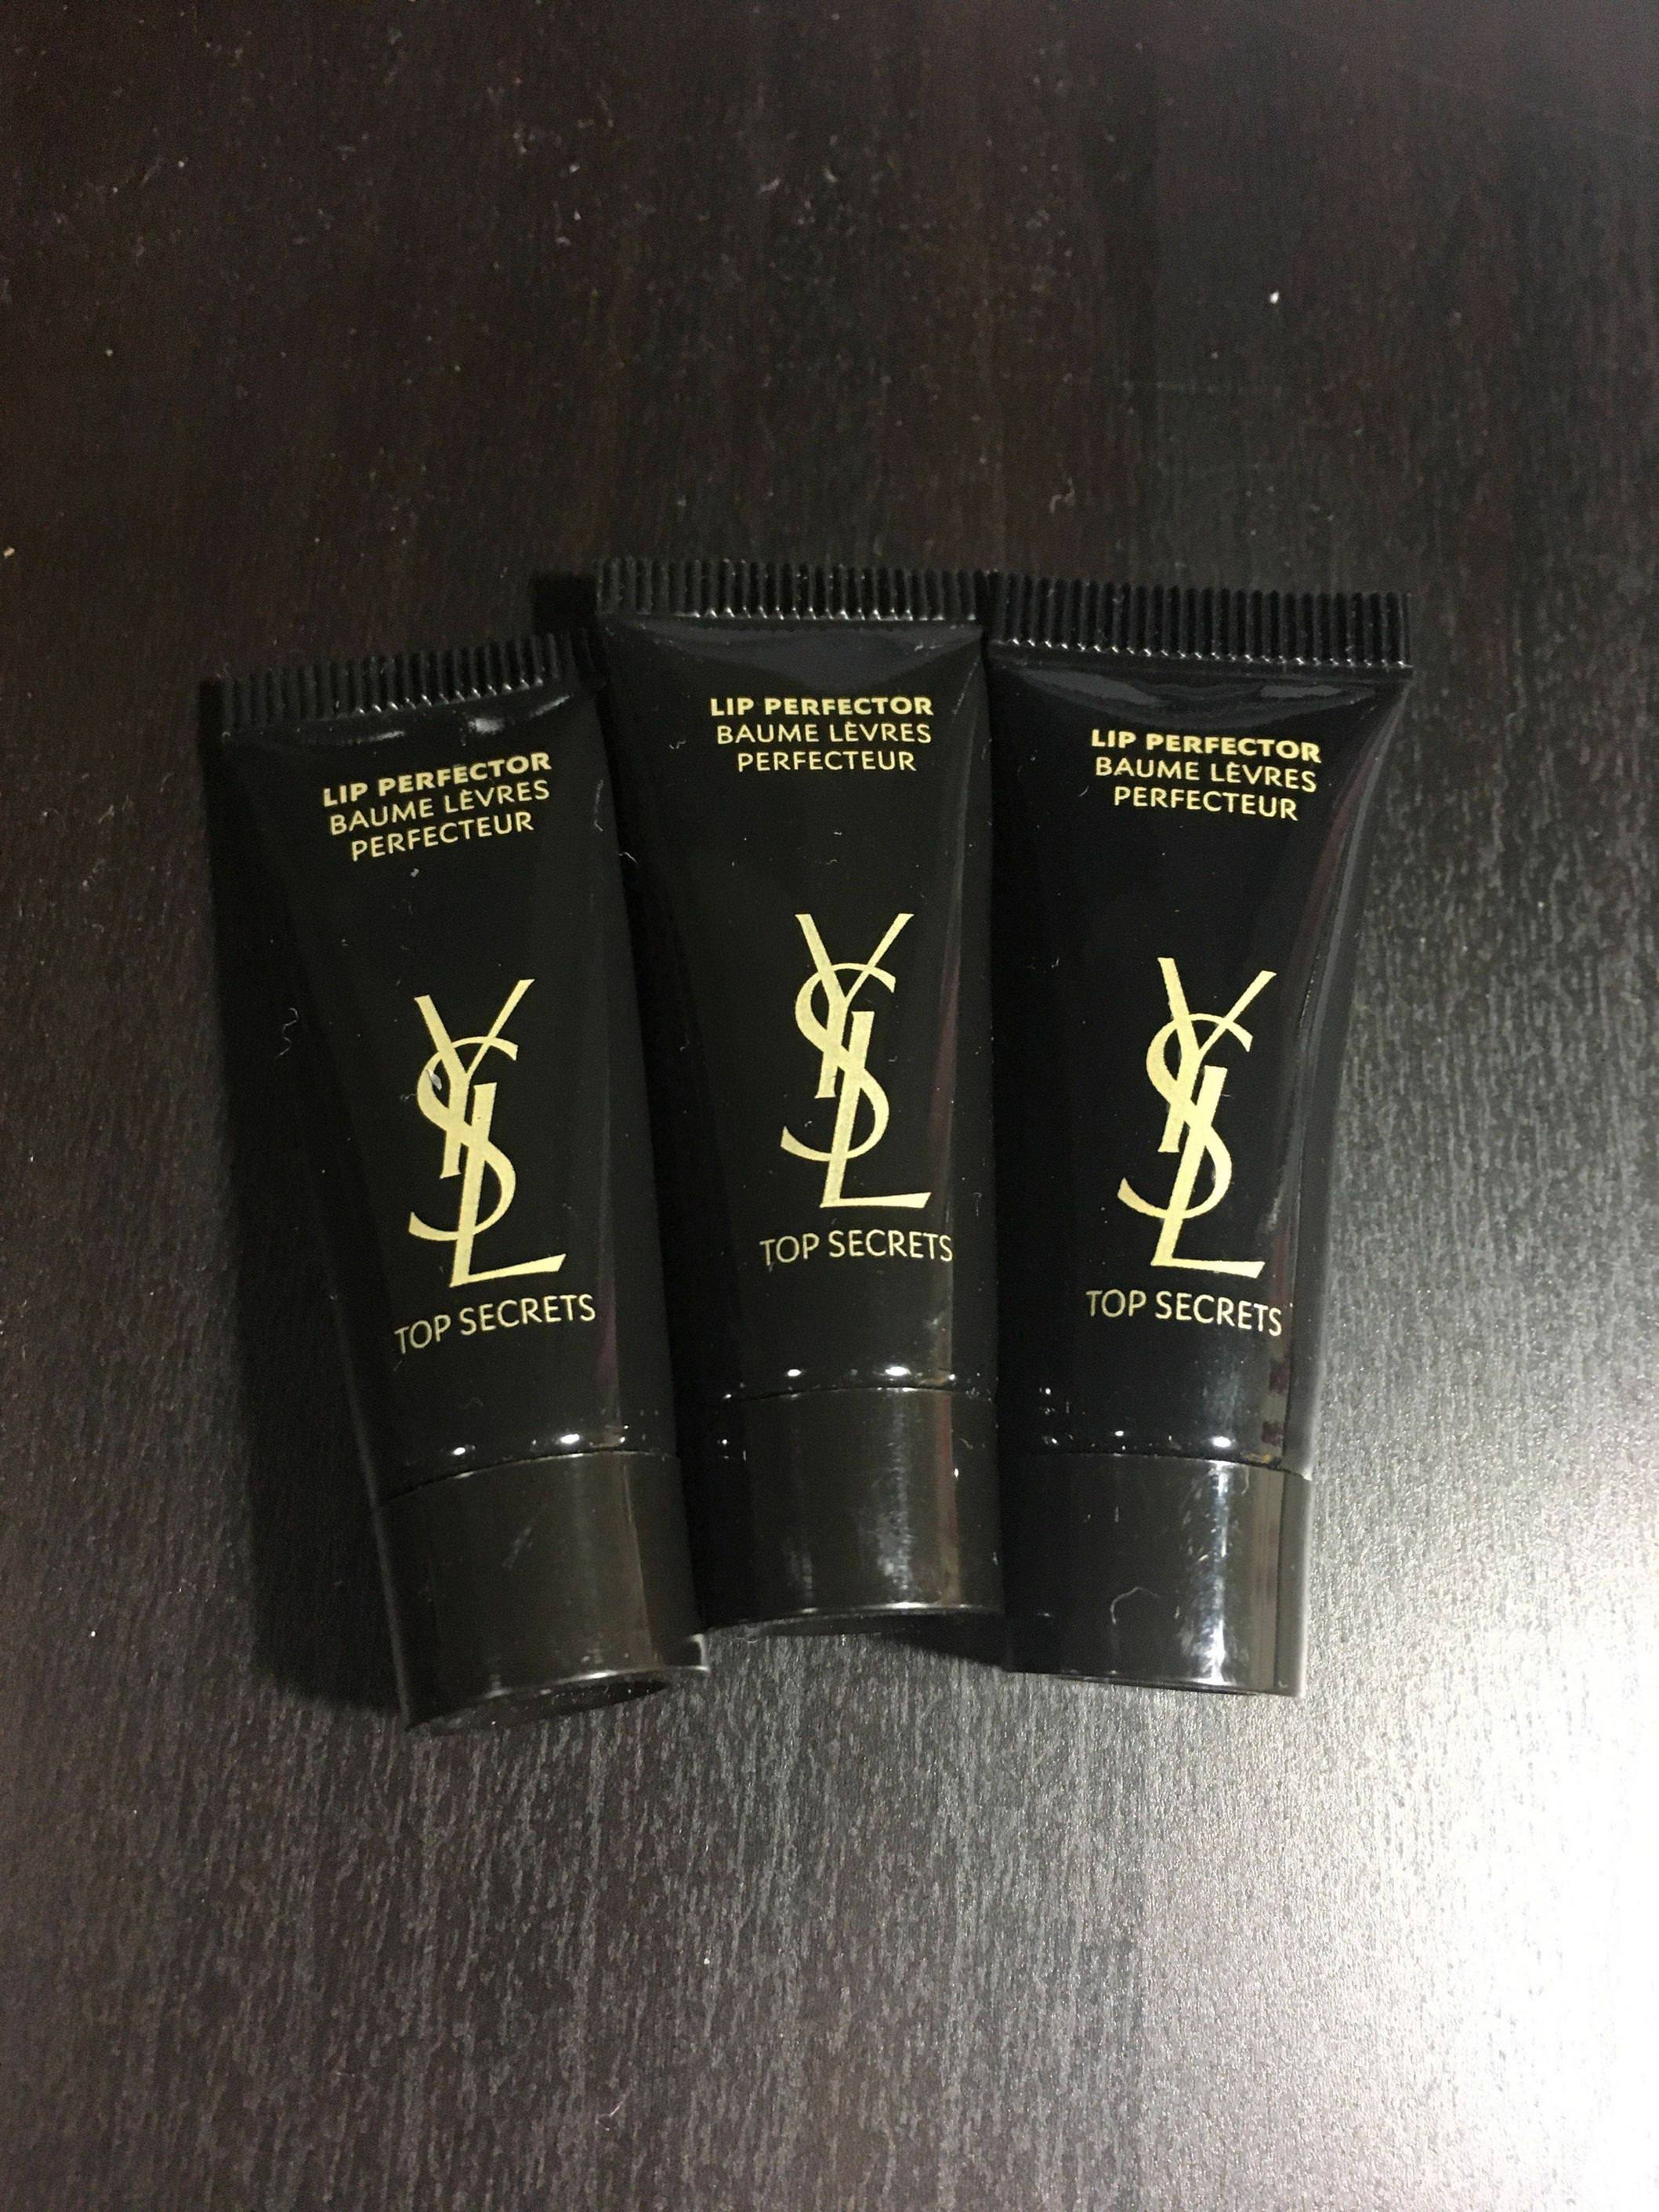 LIP PERFECTOR
BAUME LÈVRES
PERFECTEUR
YSL
TOP SECRETS
LIP PERFECTOR
BAUME LÈVRES
PERFECTEUR
YSL
TOP SECRETS
LIP PERFECTOR
BAUME LÈVRES
PERFECTEUR
YSL
TOP SECRETS